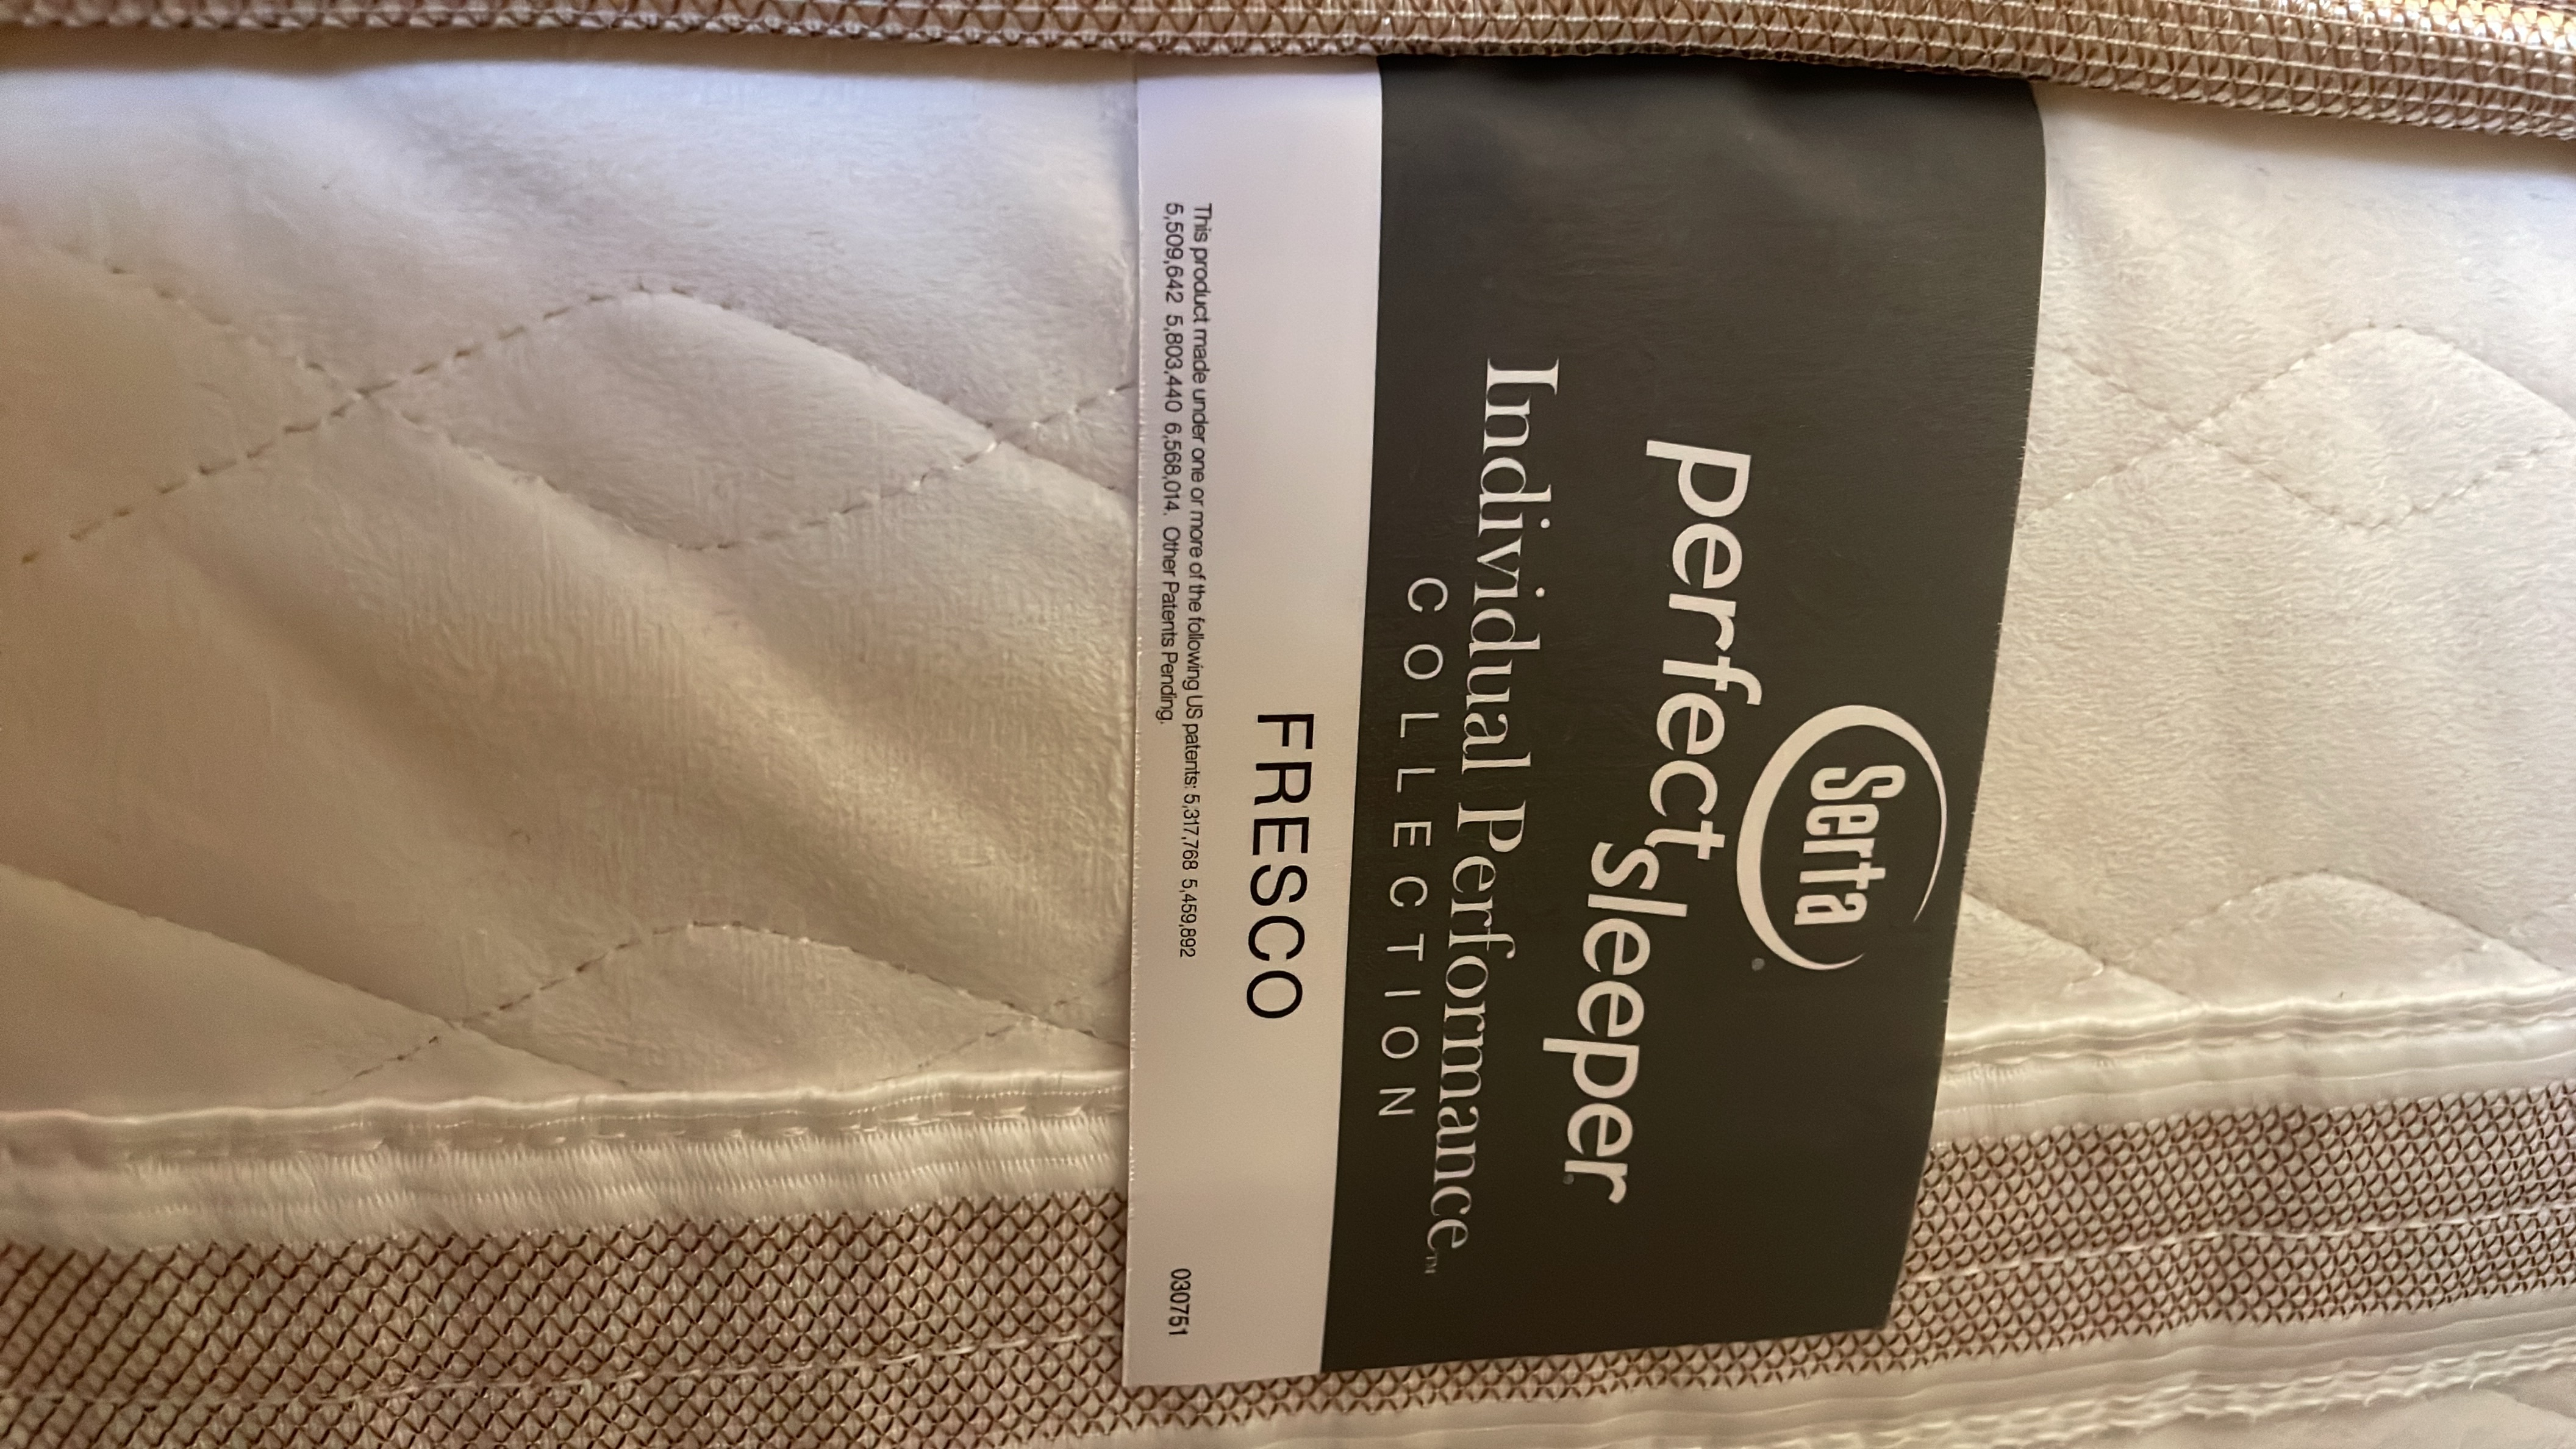 Serta
perfect sleeper
Individual Performance™
COLLECTION
FRESCO
This product made under one or more of the following US patents: 5,317,768 5,459,892
5,509,642 5,803,440 6,568,014. Other Patents Pending.
030751